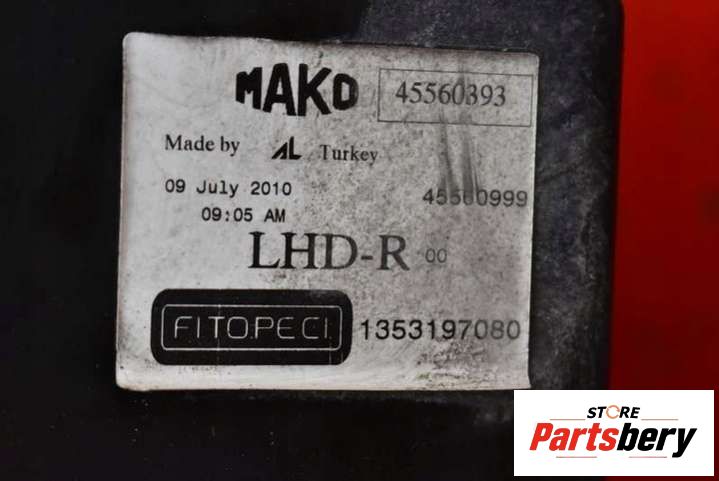 MAKO
45560393
Made by AL Turkey
09 July 2010
45560999
09:05 AM
LHD-R 00
FITOPECI
1353197080
STORE
Partsbery